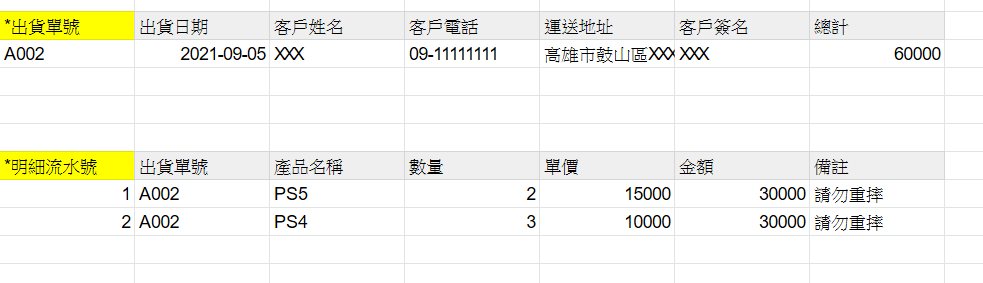 *出貨單號 出貨日期 客戶姓名 客戶電話 運送地址 客戶簽名 總計
A002 2021-09-05 XXX 09-11111111 高雄市鼓山區XXX XXX 60000
*明細流水號 出貨單號 產品名稱 數量 單價 金額 備註
1 A002 PS5 2 15000 30000 請勿重摔
2 A002 PS4 3 10000 30000 請勿重摔